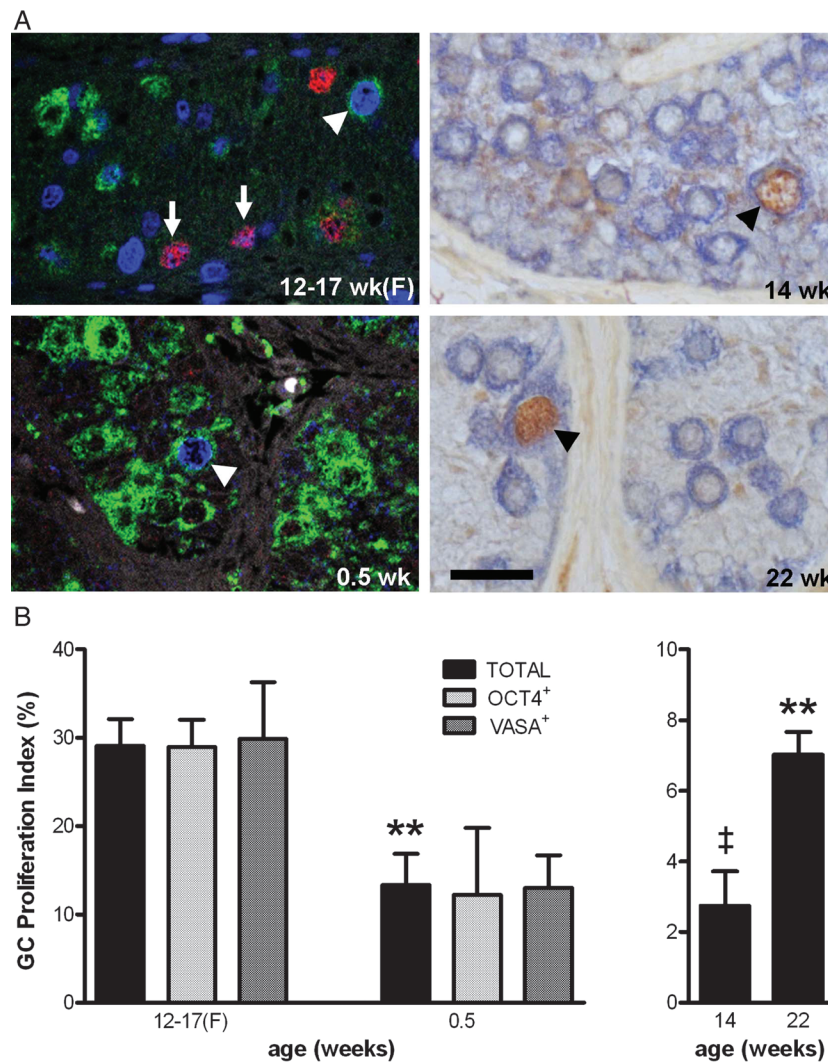 A
12-17 wk(F)
14 wk
0.5 wk
22 wk
B
GC Proliferation Index (%)
40
30
20
10
0
TOTAL
OCT4+
VASA+
**
12-17(F)
0.5
age (weeks)
10
8
6
4
2
0
‡
**
14
22
age (weeks)